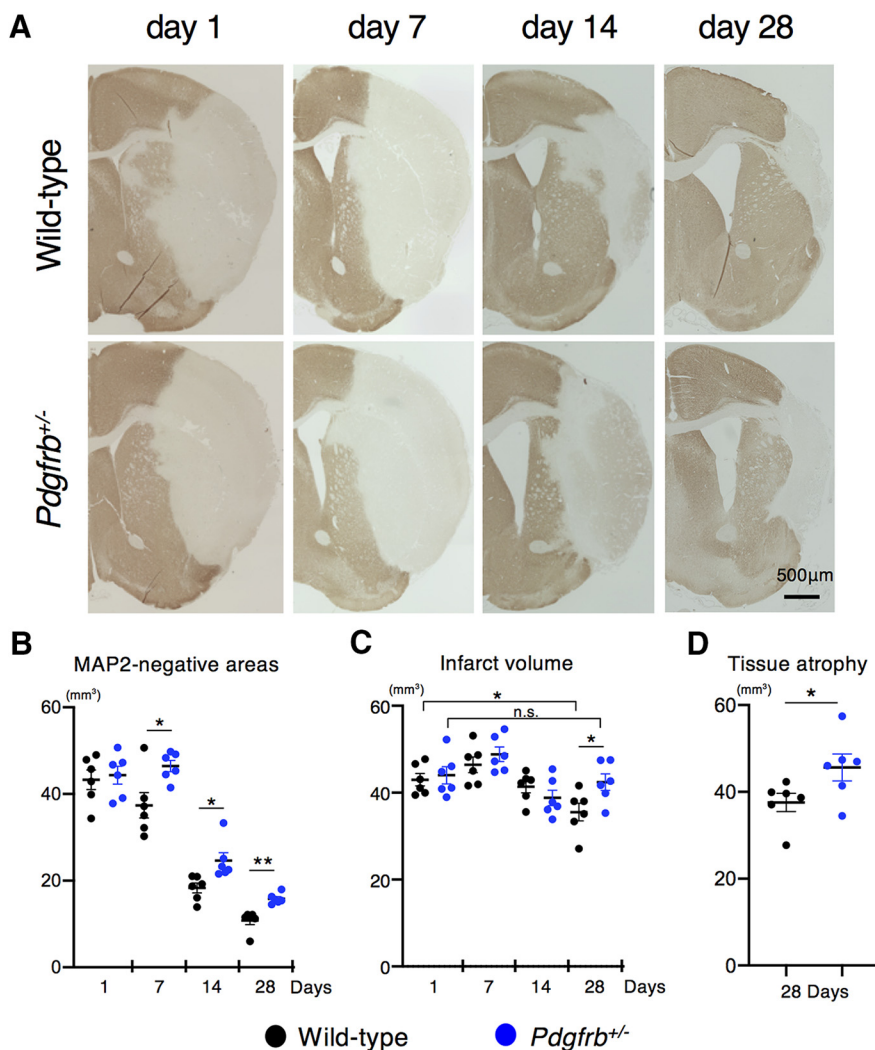 A
day 1 day 7 day 14 day 28
Wild-type
Pdgfrb+/-
500μm
B
MAP2-negative areas
(mm³)
60
40
20
0
*
*
**
1 7 14 28 Days
C
Infarct volume
(mm³)
60
40
20
0
*
n.s.
*
1 7 14 28 Days
D
Tissue atrophy
(mm³)
60
40
20
0
*
28 Days
Wild-type Pdgfrb+/-